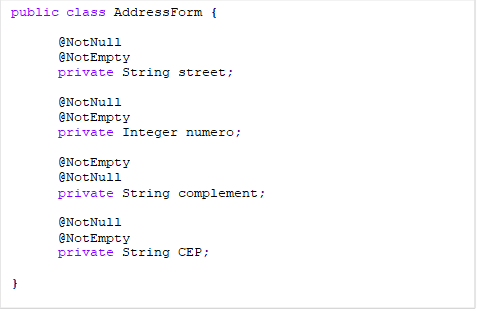 public class AddressForm {
@NotNull
@NotEmpty
private String street;
@NotNull
@NotEmpty
private Integer numero;
@NotEmpty
@NotNull
private String complement;
@NotNull
@NotEmpty
private String CEP;
}